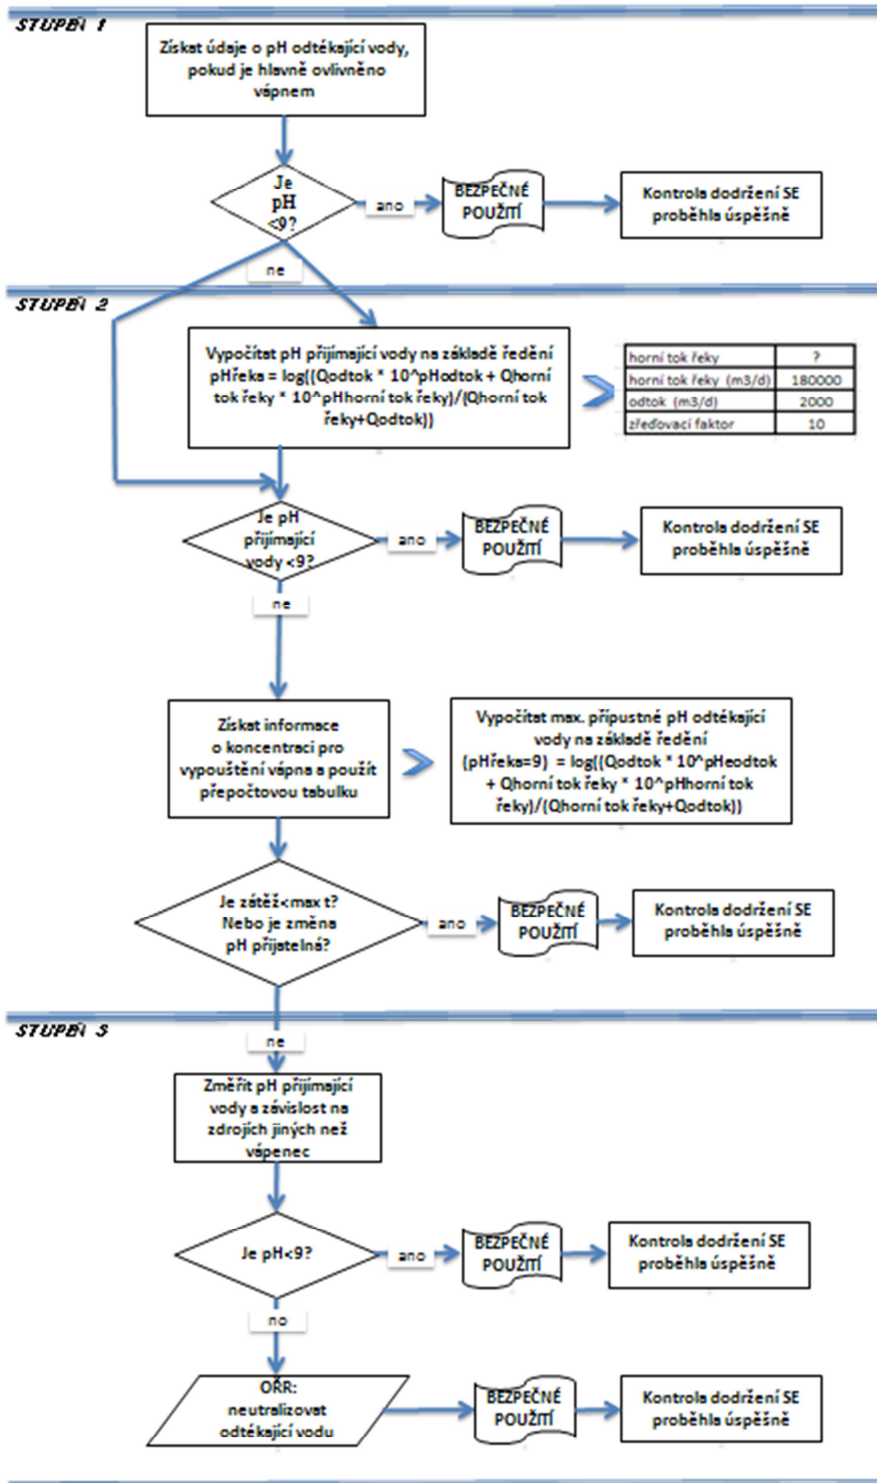 STUPEŇ 1
Získat údaje o pH odtékající vody,
pokud je hlavně ovlivněno
vápnem
Je
pH
<9?
ano
BEZPEČNÉ
POUŽITÍ
Kontrola dodržení SE
proběhla úspěšně
ne
STUPEŇ 2
Vypočítat pH přijímající vody na základě ředění
pHřeka = log((Qodtok * 10^pHodtok + Qhorní
tok řeky * 10^pHhorní tok řeky)/(Qhorní tok
řeky+Qodtok))
horní tok řeky ?
horní tok řeky (m3/d) 180000
odtok (m3/d) 2000
zřeďovací faktor 10
Je pH
přijímající
vody <9?
ano
BEZPEČNÉ
POUŽITÍ
Kontrola dodržení SE
proběhla úspěšně
ne
Získat informace
o koncentraci pro
vypouštění vápna a použít
přepočtovou tabulku
Vypočítat max. přípustné pH odtékající
vody na základě ředění
(pHřeka=9) = log((Qodtok * 10^pHeodtok
+ Qhorní tok řeky * 10^pHhorní tok
řeky)/(Qhorní tok řeky+Qodtok))
Je zátěž<max t?
Nebo je změna
pH přijatelná?
ano
BEZPEČNÉ
POUŽITÍ
Kontrola dodržení SE
proběhla úspěšně
STUPEŇ 3
ne
Změřit pH přijímající
vody a závislost na
zdrojích jiných než
vápenec
Je pH<9?
ano
BEZPEČNÉ
POUŽITÍ
Kontrola dodržení SE
proběhla úspěšně
no
OŘR:
neutralizovat
odtékající vodu
BEZPEČNÉ
POUŽITÍ
Kontrola dodržení SE
proběhla úspěšně